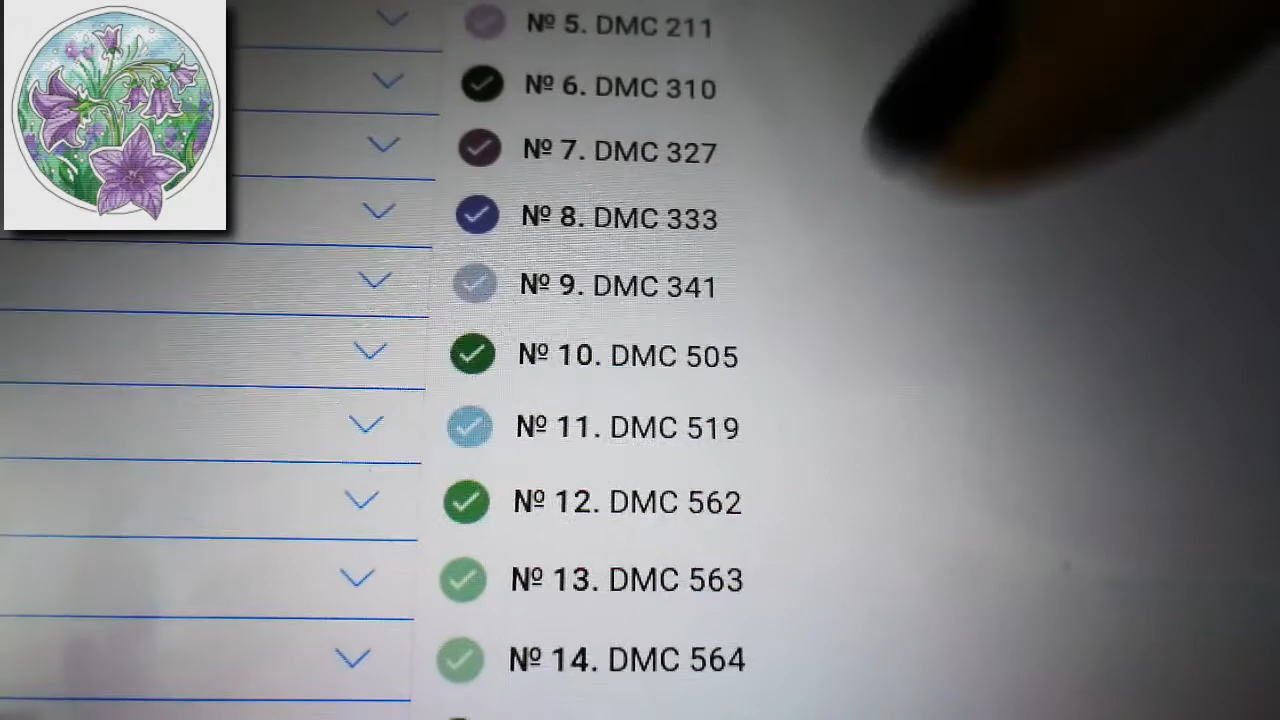 № 5. DMC 211
№ 6. DMC 310
№ 7. DMC 327
№ 8. DMC 333
№ 9. DMC 341
№ 10. DMC 505
№ 11. DMC 519
№ 12. DMC 562
№ 13. DMC 563
№ 14. DMC 564